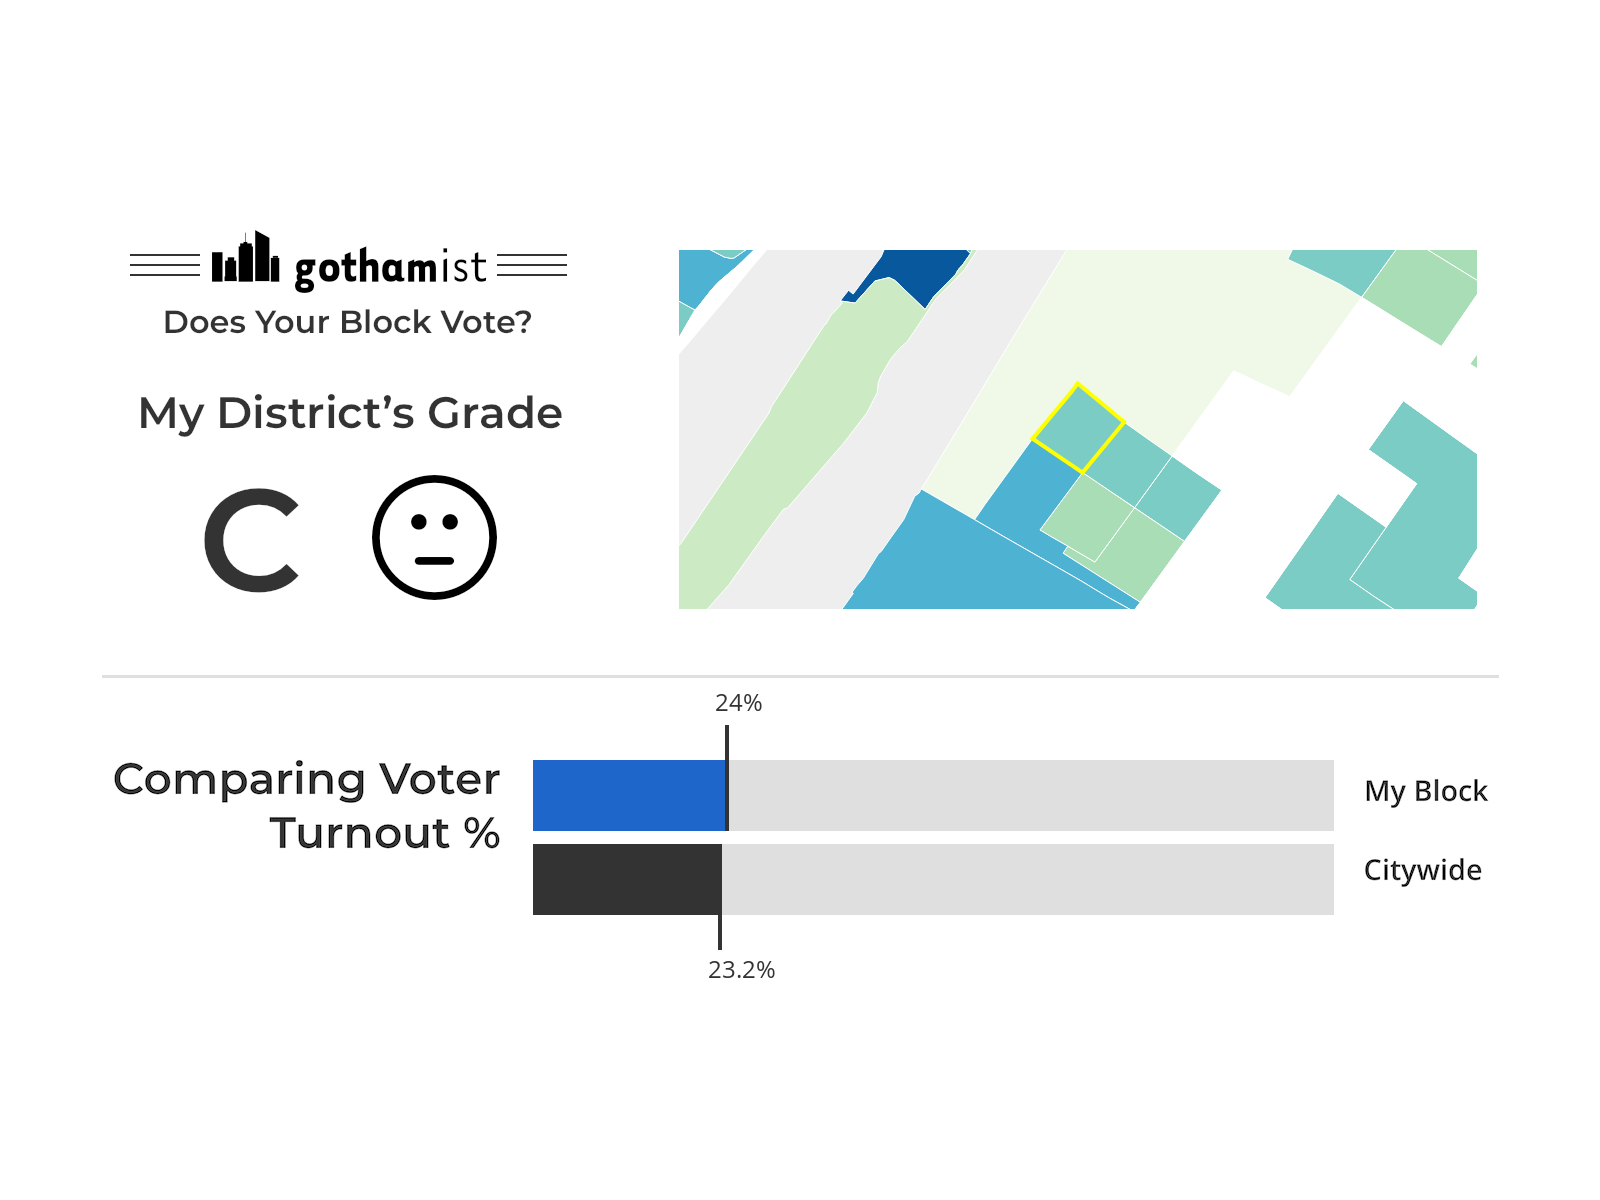 gothamist
Does Your Block Vote?
My District’s Grade
C
24%
Comparing Voter
Turnout %
My Block
Citywide
23.2%